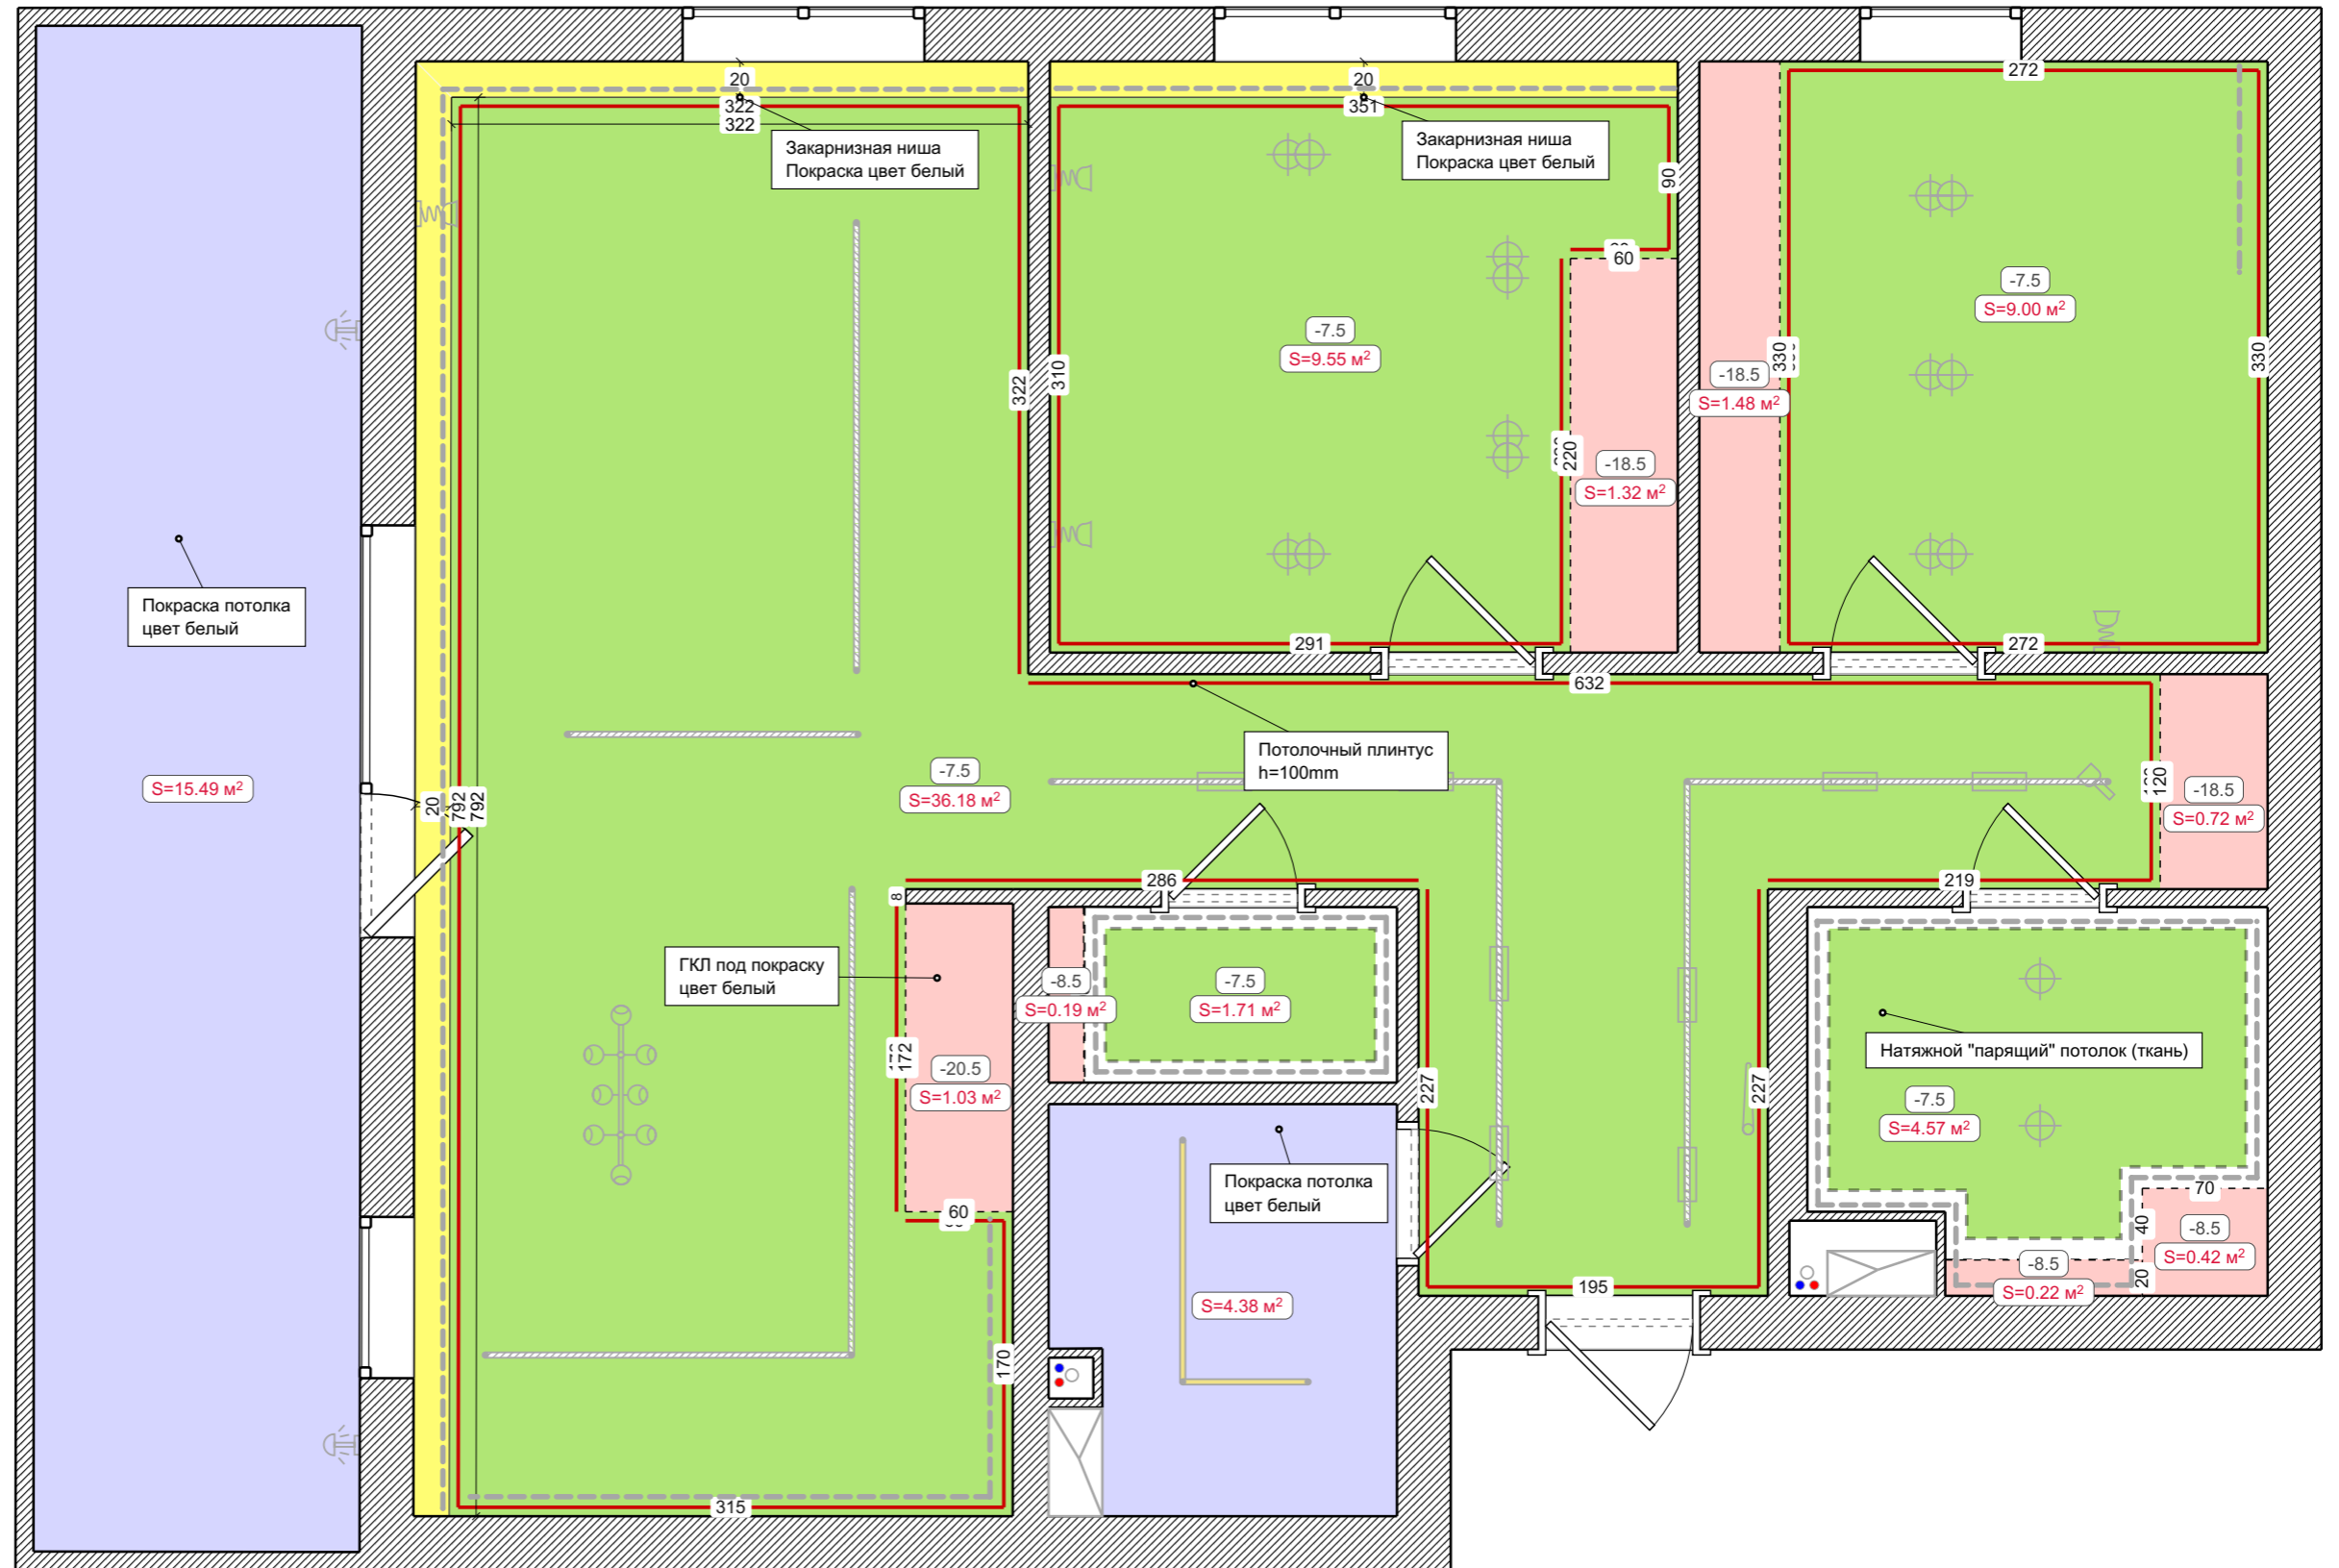 20
322
322
Закарнизная ниша
Покраска цвет белый
20
351
Закарнизная ниша
Покраска цвет белый
90
60
272
-7.5
S=9.00 м²
-7.5
S=9.55 м²
310
322
330
330
-18.5
S=1.48 м²
220
-18.5
S=1.32 м²
Покраска потолка
цвет белый
291
272
632
Потолочный плинтус
h=100mm
S=15.49 м²
20
792
792
-7.5
S=36.18 м²
120
-18.5
S=0.72 м²
286
219
8
ГКЛ под покраску
цвет белый
-8.5
S=0.19 м²
-7.5
S=1.71 м²
172
-20.5
S=1.03 м²
227
227
Натяжной "парящий" потолок (ткань)
-7.5
S=4.57 м²
Покраска потолка
цвет белый
60
70
40
-8.5
S=0.42 м²
-8.5
S=0.22 м²
20
S=4.38 м²
195
170
315